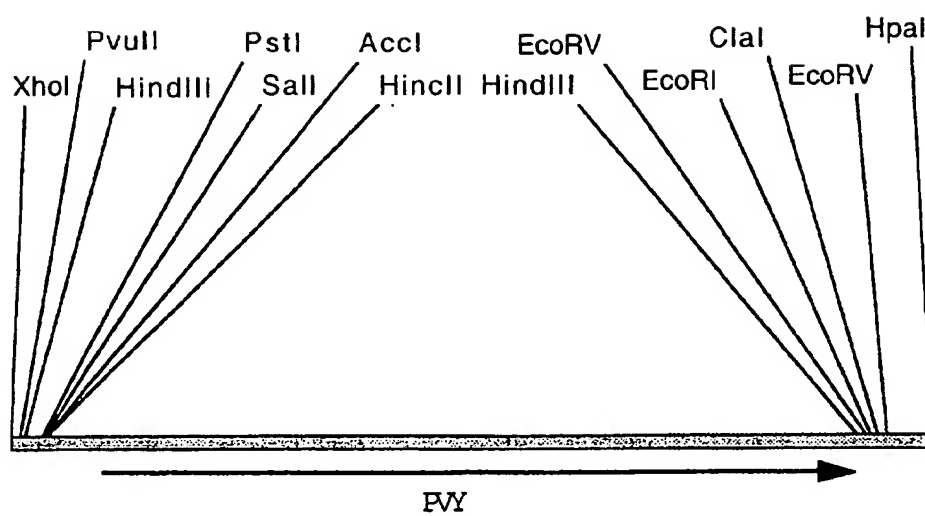 XhoI
PvuII
HindIII
PstI
SalI
AccI
HincII
HindIII
EcoRV
EcoRI
ClaI
EcoRV
HpaI
PVY